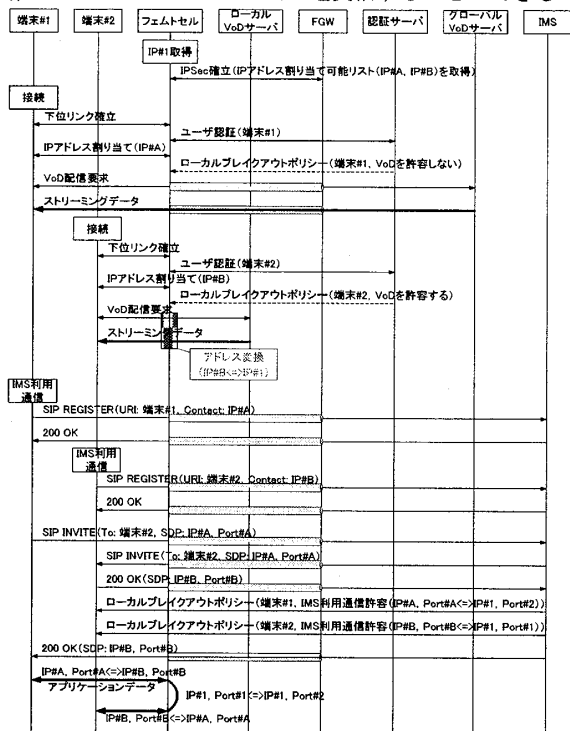 端末#1
端末#2
フェムトセル
ローカル
VoDサーバ
FGW
認証サーバ
グローバル
VoDサーバ
IMS
IP#1取得
IPSec確立(IPアドレス割り当て可能リスト(IP#A, IP#B)を取得)
接続
下位リンク確立
ユーザ認証(端末#1)
IPアドレス割り当て(IP#A)
ローカルブレイクアウトポリシー(端末#1, VoDを許容しない)
VoD配信要求
ストリーミングデータ
接続
下位リンク確立
ユーザ認証(端末#2)
IPアドレス割り当て(IP#B)
ローカルブレイクアウトポリシー(端末#2, VoDを許容する)
VoD配信要求
ストリーミングデータ
アドレス変換
(IP#B<=>IP#1)
IMS利用
通信
SIP REGISTER(URI: 端末#1, Contact: IP#A)
200 OK
IMS利用
通信
SIP REGISTER(URI: 端末#2, Contact: IP#B)
200 OK
SIP INVITE(To: 端末#2, SDP: IP#A, Port#A)
SIP INVITE(To: 端末#2, SDP: IP#A, Port#A)
200 OK(SDP: IP#B, Port#B)
ローカルブレイクアウトポリシー(端末#1, IMS利用通信許容(IP#A, Port#A<=>IP#1, Port#2))
ローカルブレイクアウトポリシー(端末#2, IMS利用通信許容(IP#B, Port#B<=>IP#1, Port#1))
200 OK(SDP: IP#B, Port#B)
IP#A, Port#A<=>IP#B, Port#B
アプリケーションデータ
IP#1, Port#1<=>IP#1, Port#2
IP#B, Port#B<=>IP#A, Port#A